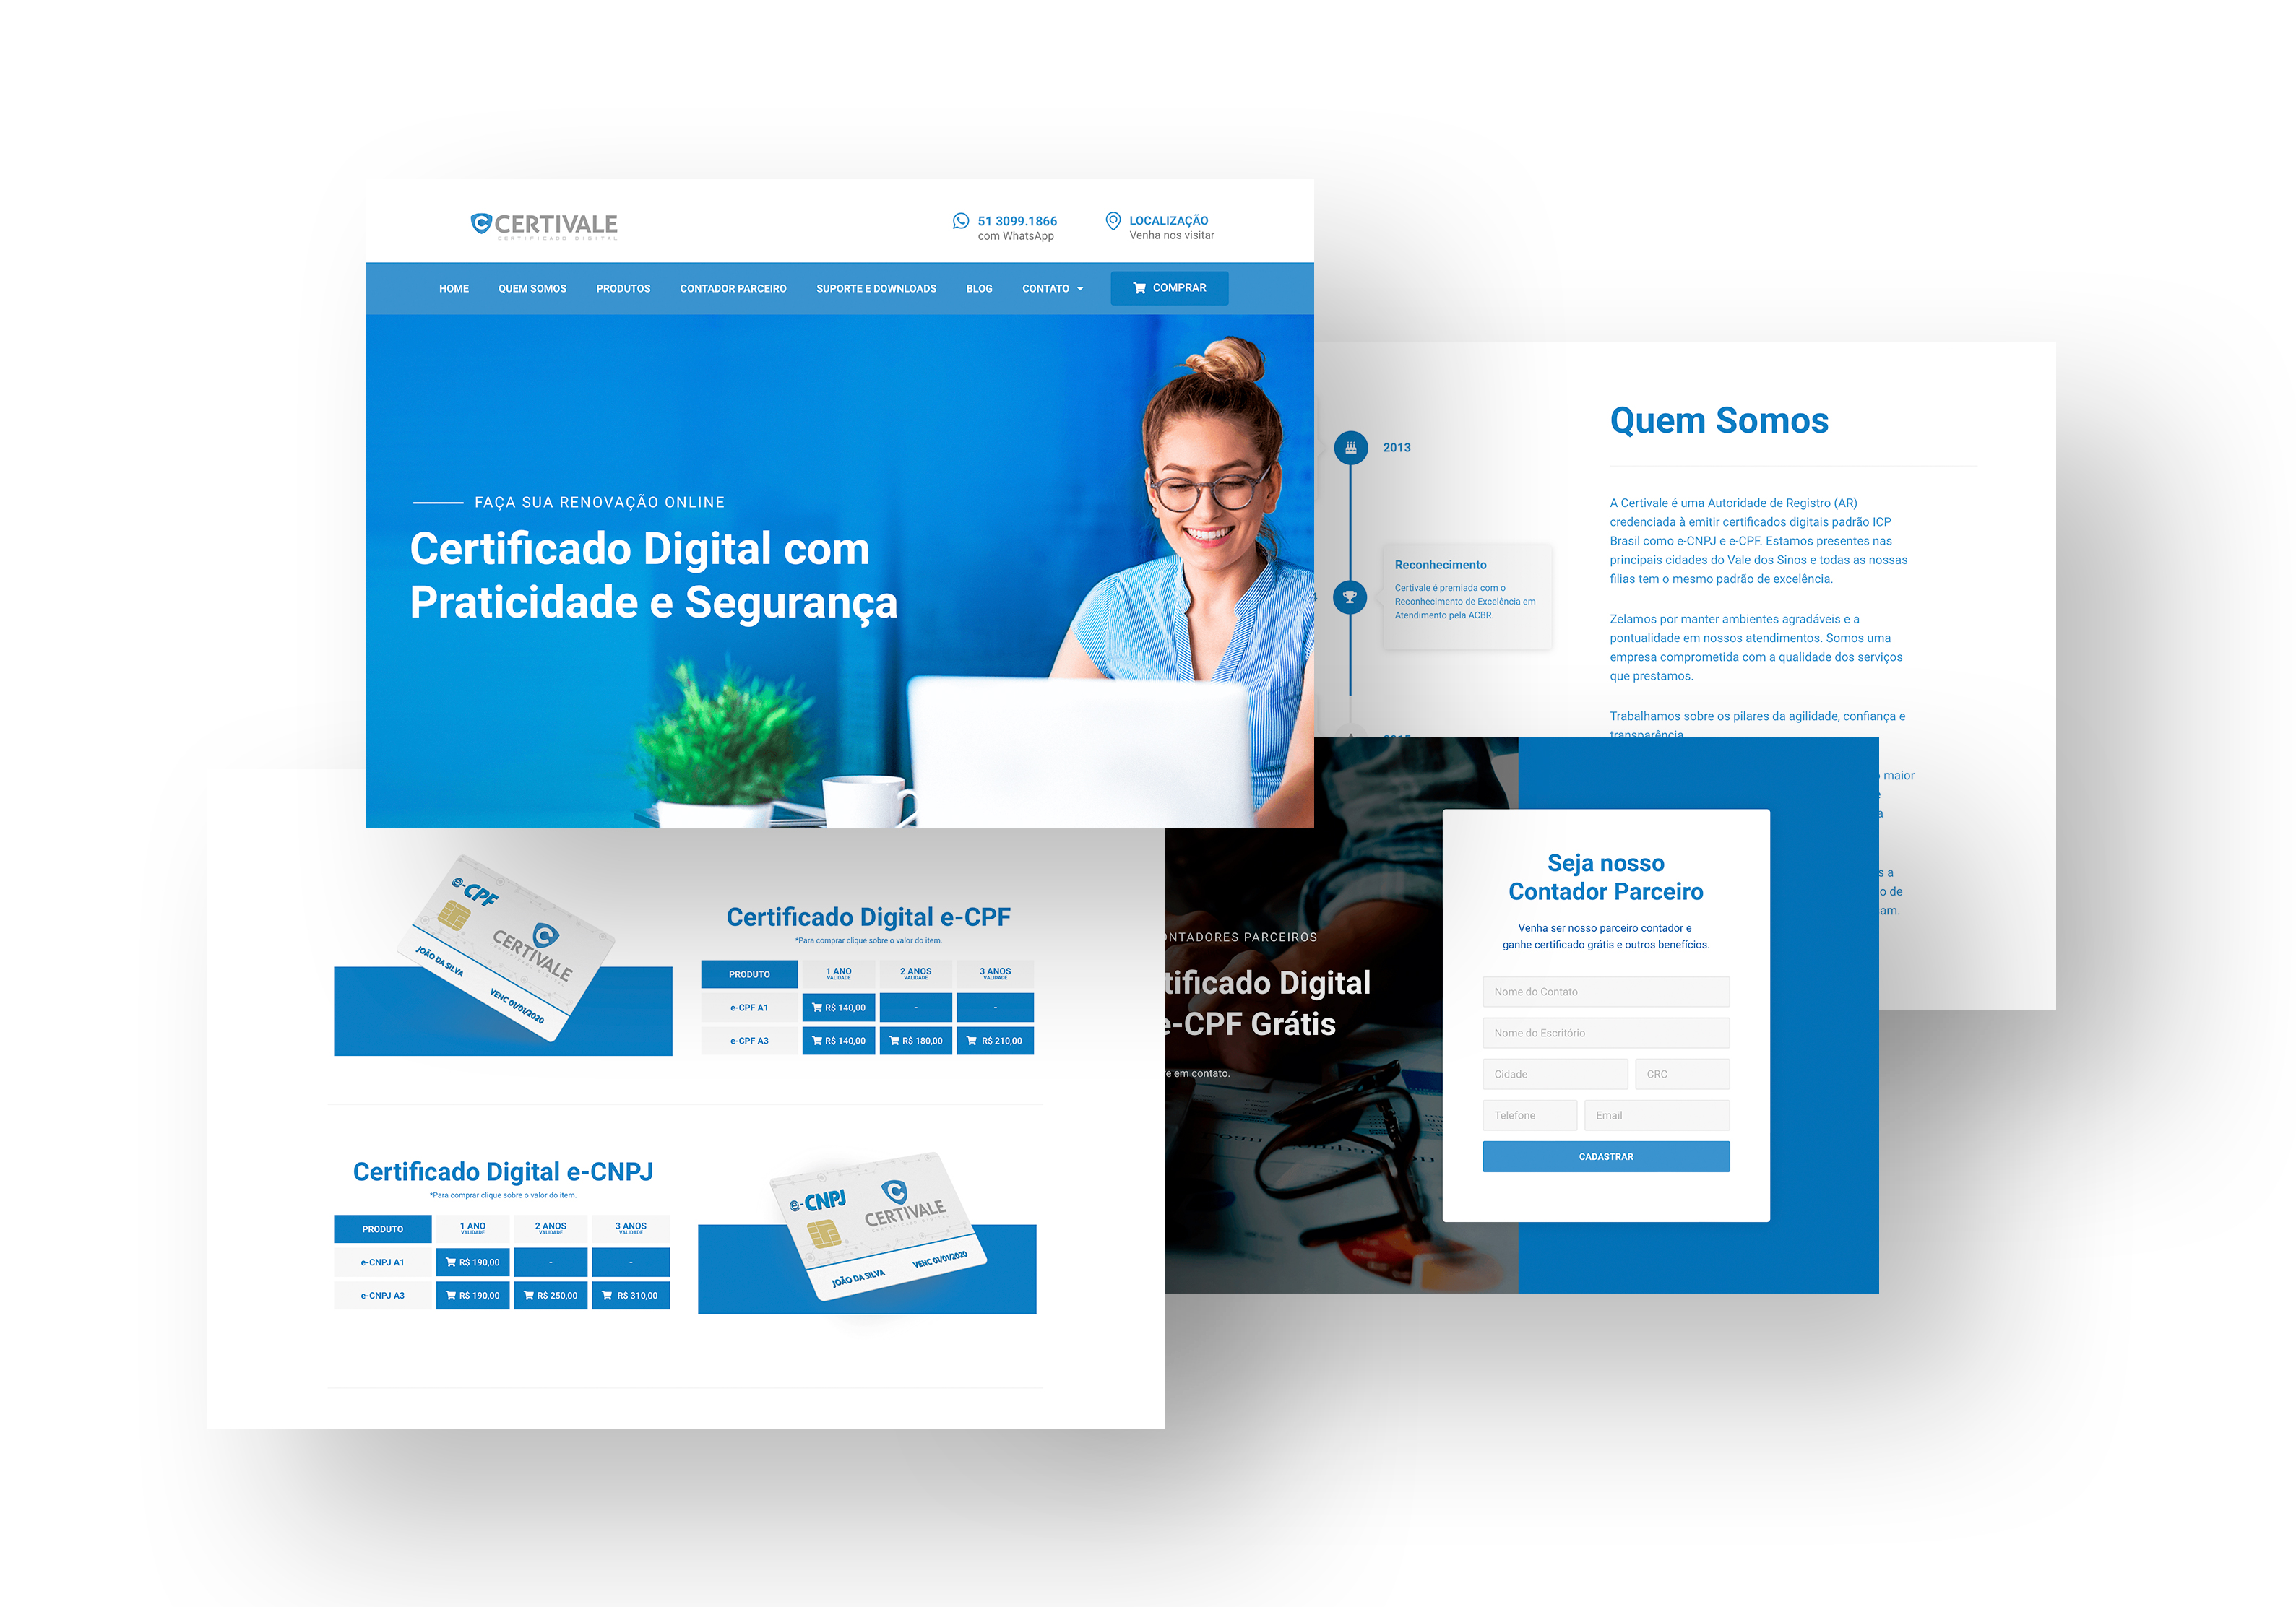 CERTIVALE
CERTIFICADO DIGITAL
51 3099.1866
com WhatsApp
LOCALIZAÇÃO
Venha nos visitar
HOME QUEM SOMOS PRODUTOS CONTADOR PARCEIRO SUPORTE E DOWNLOADS BLOG CONTATO COMPRAR
FAÇA SUA RENOVAÇÃO ONLINE
Certificado Digital com
Praticidade e Segurança
2013
Reconhecimento
Certivale é premiada com o
Reconhecimento de Excelência em
Atendimento pela ACBR.
Quem Somos
A Certivale é uma Autoridade de Registro (AR)
credenciada à emitir certificados digitais padrão ICP
Brasil como e-CNPJ e e-CPF. Estamos presentes nas
principais cidades do Vale dos Sinos e todas as nossas
filias tem o mesmo padrão de excelência.
Zelamos por manter ambientes agradáveis e a
pontualidade em nossos atendimentos. Somos uma
empresa comprometida com a qualidade dos serviços
que prestamos.
Trabalhamos sobre os pilares da agilidade, confiança e
transparência
maior
a
s a
o de
am.
e-CPF
CERTIVALE
JOÃO DA SILVA
VENC 01/01/2020
Certificado Digital e-CPF
*Para comprar clique sobre o valor do item.
PRODUTO 1 ANO 2 ANOS 3 ANOS
VALIDADE VALIDADE VALIDADE
e-CPF A1 R$ 140,00 - -
e-CPF A3 R$ 140,00 R$ 180,00 R$ 210,00
Certificado Digital e-CNPJ
*Para comprar clique sobre o valor do item.
PRODUTO 1 ANO 2 ANOS 3 ANOS
VALIDADE VALIDADE VALIDADE
e-CNPJ A1 R$ 190,00 - -
e-CNPJ A3 R$ 190,00 R$ 250,00 R$ 310,00
e-CNPJ
CERTIVALE
CERTIFICADO DIGITAL
JOÃO DA SILVA
VENC 01/01/2020
ONTADORES PARCEIROS
tificado Digital
e-CPF Grátis
e em contato.
Seja nosso
Contador Parceiro
Venha ser nosso parceiro contador e
ganhe certificado grátis e outros benefícios.
Nome do Contato
Nome do Escritório
Cidade CRC
Telefone Email
CADASTRAR